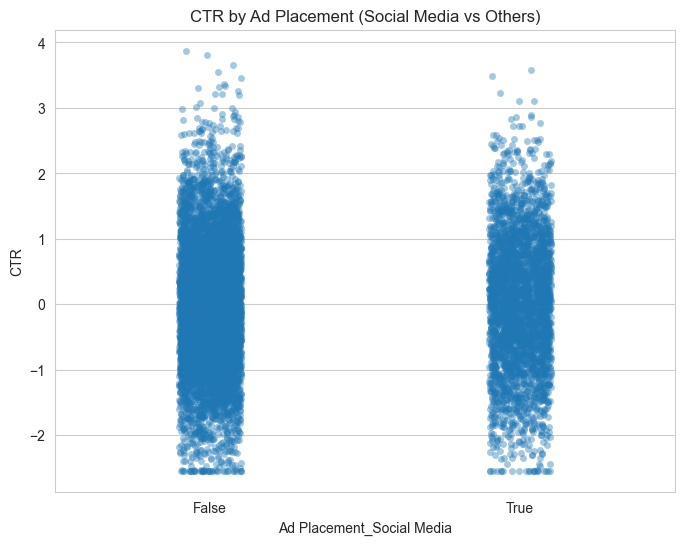 CTR by Ad Placement (Social Media vs Others)
4
3
2
1
0
−1
−2
CTR
False
True
Ad Placement_Social Media